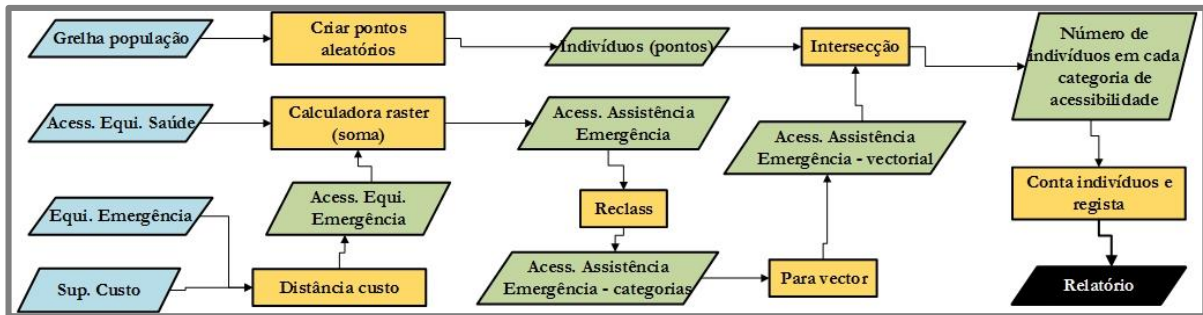 Grelha população
Criar pontos
aleatórios
Indivíduos (pontos)
Intersecção
Número de
indivíduos em cada
categoria de
acessibilidade
Acess. Equi. Saúde
Calculadora raster
(soma)
Acess. Assistência
Emergência
Acess. Assistência
Emergência - vectorial
Equi. Emergência
Acess. Equi.
Emergência
Reclass
Conta indivíduos e
regista
Sup. Custo
Distância custo
Acess. Assistência
Emergência - categorias
Para vector
Relatório